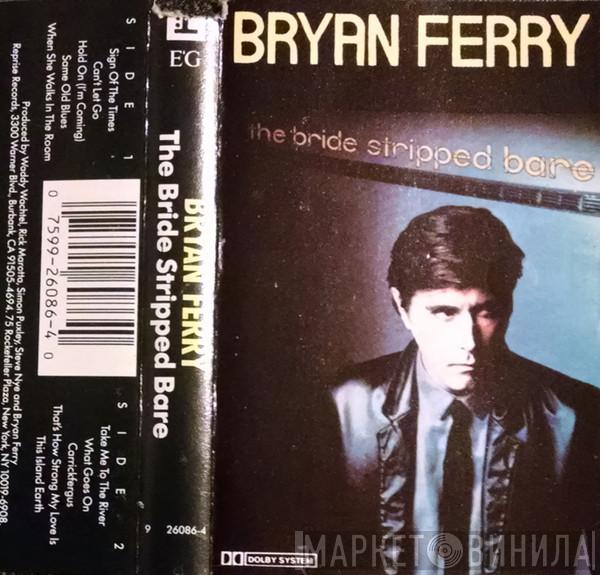 BRYAN FERRY
the bride stripped bare
DOLBY SYSTEM
E'G
BRYAN FERRY
The Bride Stripped Bare
9 26086-4
SIDE 1
Sign Of The Times
Can't Let Go
Hold On (I'm Coming)
Same Old Blues
When She Walks In The Room
0 7599-26086-4 0
SIDE 2
Take Me To The River
What Goes On
Carrickfergus
That's How Strong My Love Is
This Island Earth
Produced by Waddy Wachtel, Rick Marotta, Simon Puxley, Steve Nye and Bryan Ferry
Reprise Records, 3300 Warner Blvd., Burbank, CA 91505-4694. 75 Rockefeller Plaza, New York, NY 10019-6908.
МАРКЕТ ВИНИЛА